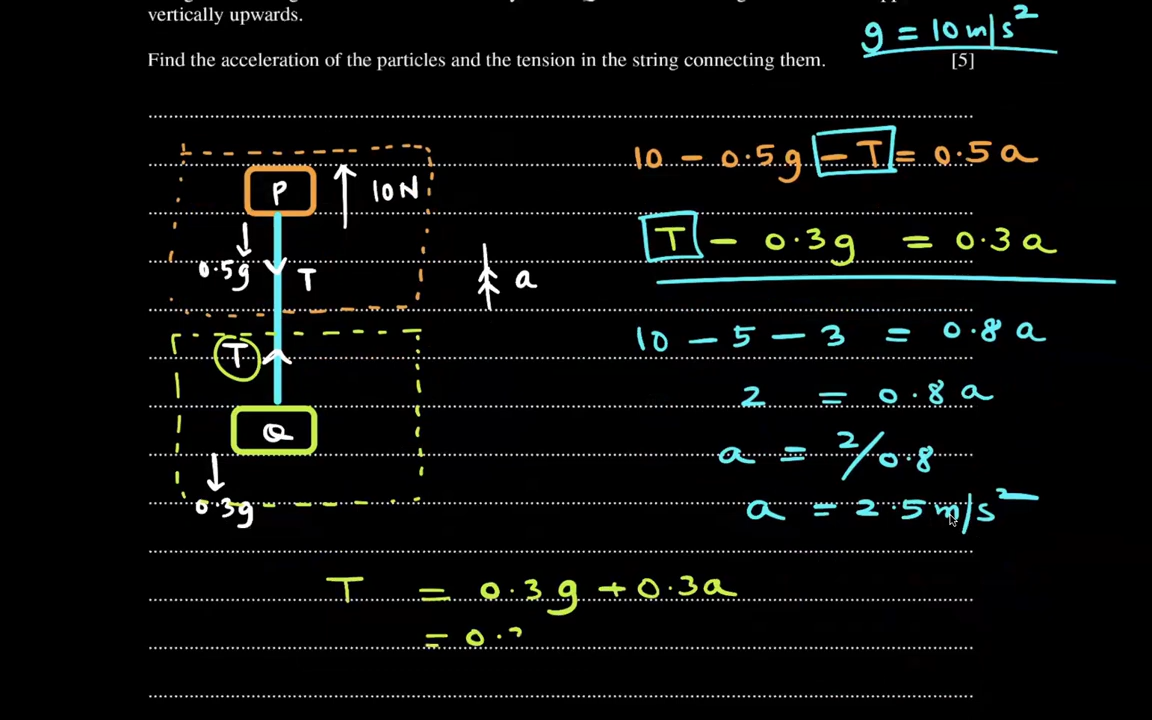 vertically upwards.
g = 10 m/s²
Find the acceleration of the particles and the tension in the string connecting them. [5]
10 - 0.5g - T = 0.5a
P
10N
0.5g
T
a
T - 0.3g = 0.3a
T
10 - 5 - 3 = 0.8a
2 = 0.8a
Q
a = 2/0.8
0.3g
a = 2.5 m/s²
T = 0.3g + 0.3a
= 0.